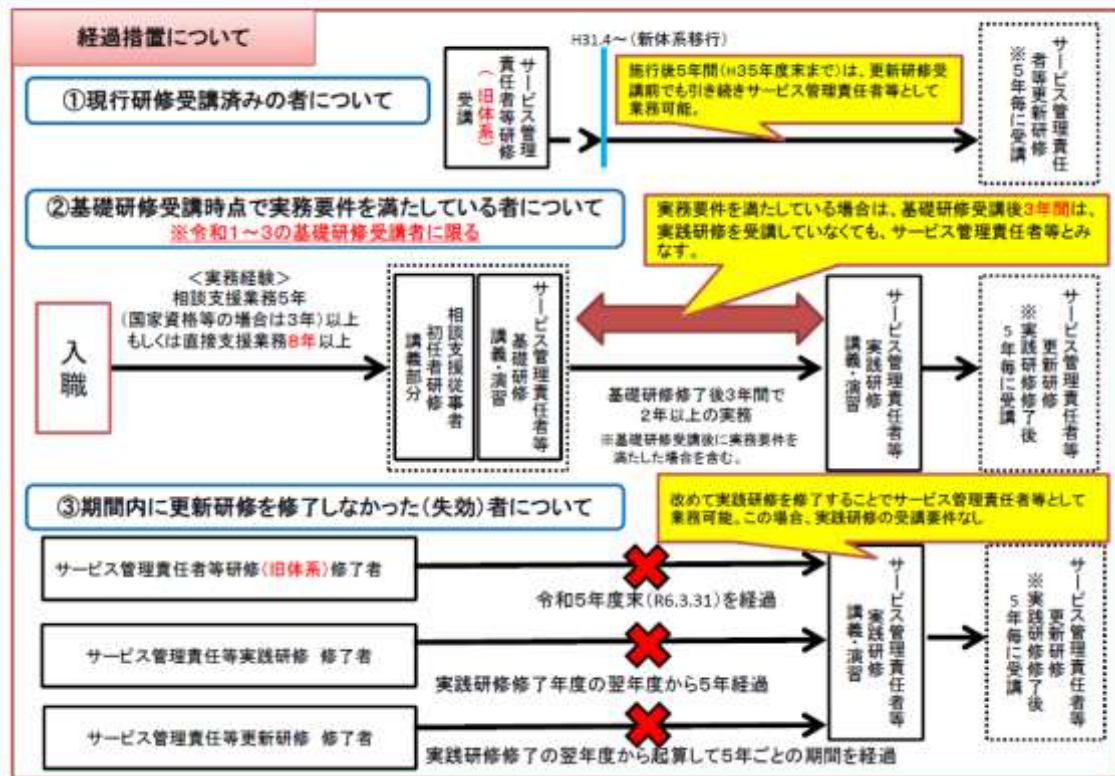 経過措置について
①現行研修受講済みの者について
サービス管理
責任者等研修
(旧体系)
受講
H31.4～(新体系移行)
施行後5年間(H35年度末まで)は、更新研修受
講前でも引き続きサービス管理責任者等として
業務可能。
サービス管理責任
者等更新研修
※5年毎に受講
②基礎研修受講時点で実務要件を満たしている者について
※令和1～3の基礎研修受講者に限る
実務要件を満たしている場合は、基礎研修受講後3年間は、
実践研修を受講していなくても、サービス管理責任者等とみ
なす。
入職
＜実務経験＞
相談支援業務5年
(国家資格等の場合は3年)以上
もしくは直接支援業務8年以上
相談支援従事者
初任者研修
講義部分
サービス管理責任者等
基礎研修
講義・演習
基礎研修修了後3年間で
2年以上の実務
※基礎研修受講後に実務要件を
満たした場合を含む。
サービス管理責任者等
実践研修
講義・演習
サービス管理責任者等
更新研修
※実践研修修了後
5年毎に受講
③期間内に更新研修を修了しなかった(失効)者について
改めて実践研修を修了することでサービス管理責任者等として
業務可能。この場合、実践研修の受講要件なし
サービス管理責任者等研修(旧体系)修了者
令和5年度末(R6.3.31)を経過
サービス管理責任等実践研修 修了者
実践研修修了年度の翌年度から5年経過
サービス管理責任等更新研修 修了者
実践研修修了の翌年度から起算して5年ごとの期間を経過
サービス管理責任者等
実践研修
講義・演習
サービス管理責任者等
更新研修
※実践研修修了後
5年毎に受講